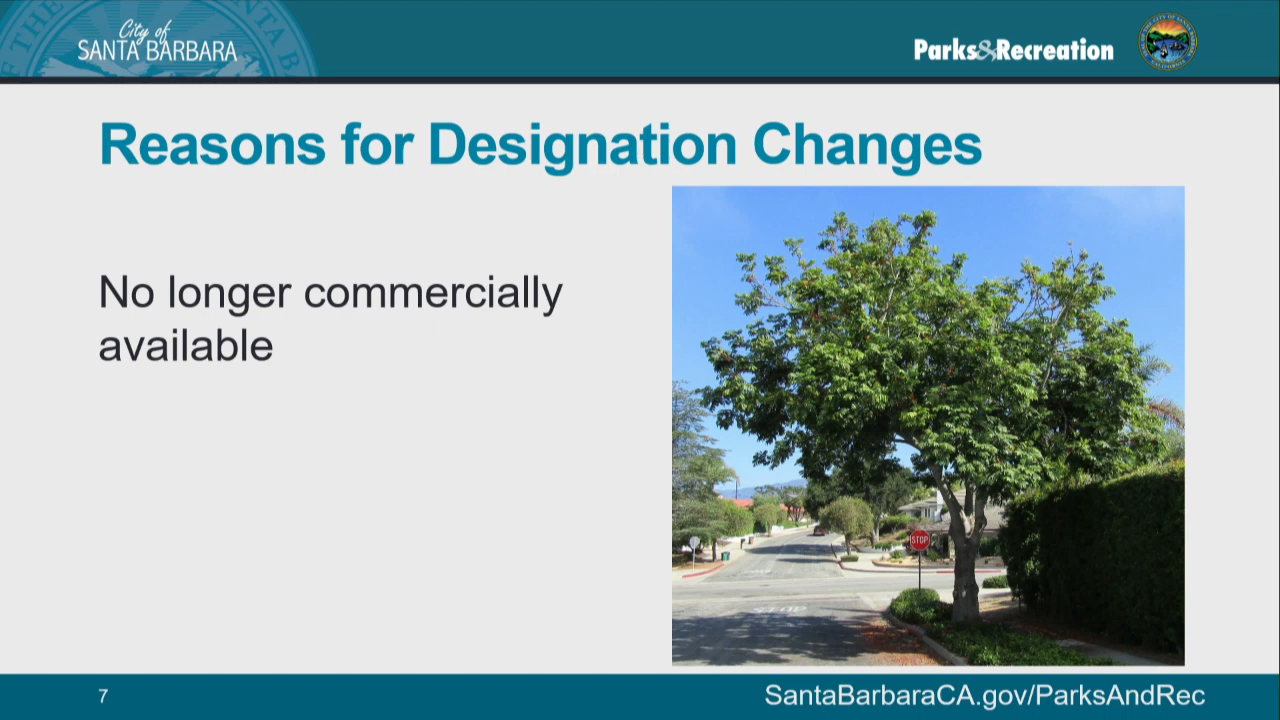 City of
SANTA BARBARA
Parks&Recreation
Reasons for Designation Changes
No longer commercially
available
STOP
STOP
7
SantaBarbaraCA.gov/ParksAndRec